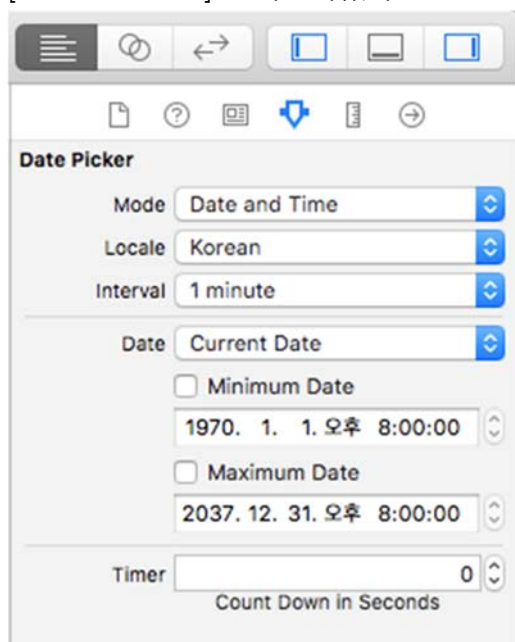 Date Picker
Mode Date and Time
Locale Korean
Interval 1 minute
Date Current Date
Minimum Date
1970. 1. 1. 오후 8:00:00
Maximum Date
2037. 12. 31. 오후 8:00:00
Timer 0
Count Down in Seconds